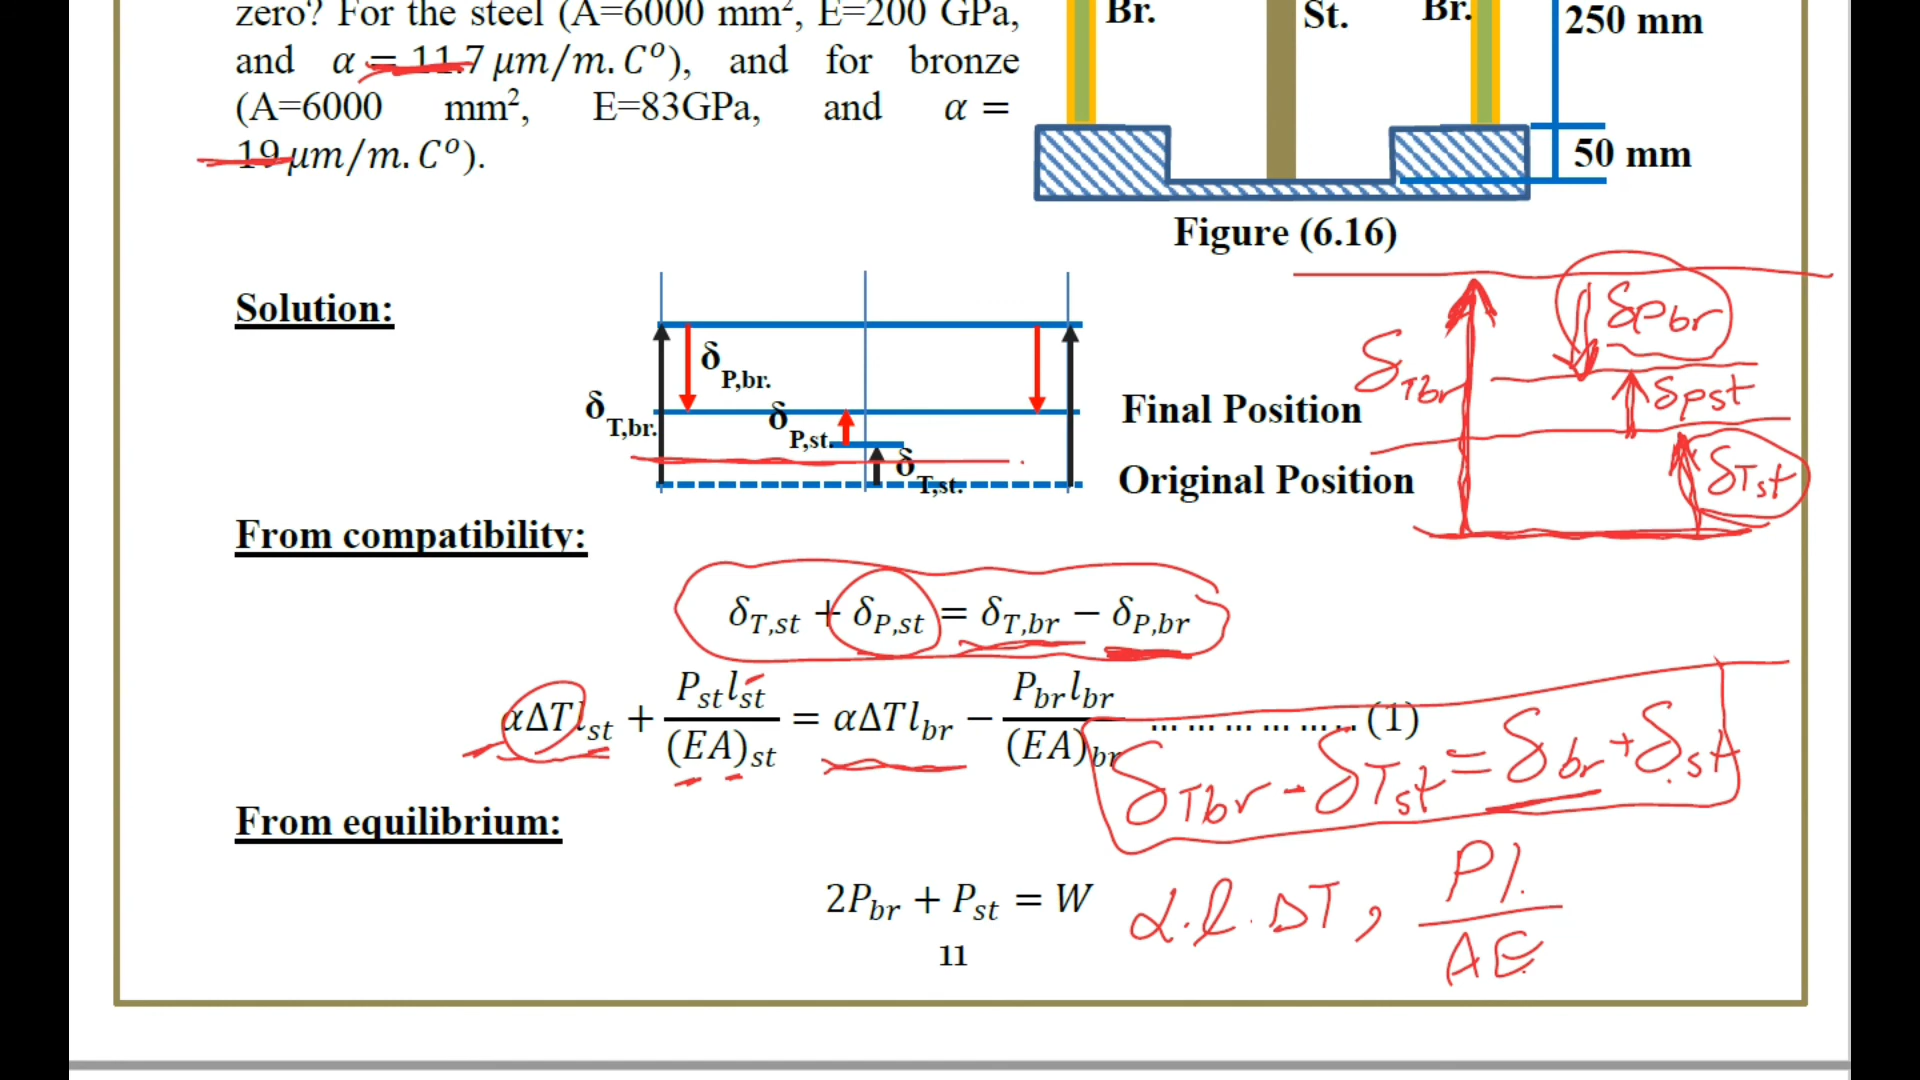 zero? For the steel (A=6000 mm², E=200 GPa,
and α = 11.7 μm/m.Cº), and for bronze
(A=6000 mm², E=83GPa, and α =
19 μm/m.Cº).
Br.
St.
Br.
250 mm
50 mm
Figure (6.16)
Solution:
δP,br.
δT,br.
δP,st.
δT,st.
Final Position
Original Position
δTbr
δPbr
δPst
δTst
From compatibility:
δT,st + δP,st = δT,br − δP,br
αΔTlst + Pstlst/(EA)st = αΔTlbr − Pbrlbr/(EA)br … … … … … . . (1)
δTbr - δTst = δbr + δst
From equilibrium:
2Pbr + Pst = W
α.l.ΔT, Pl/AE
11